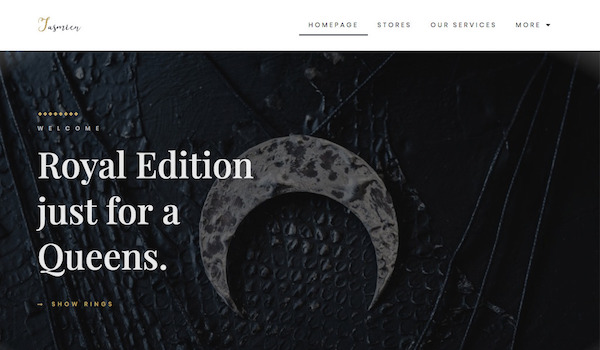 Jasmien
HOMEPAGE STORES OUR SERVICES MORE
WELCOME
Royal Edition
just for a
Queens.
SHOW RINGS